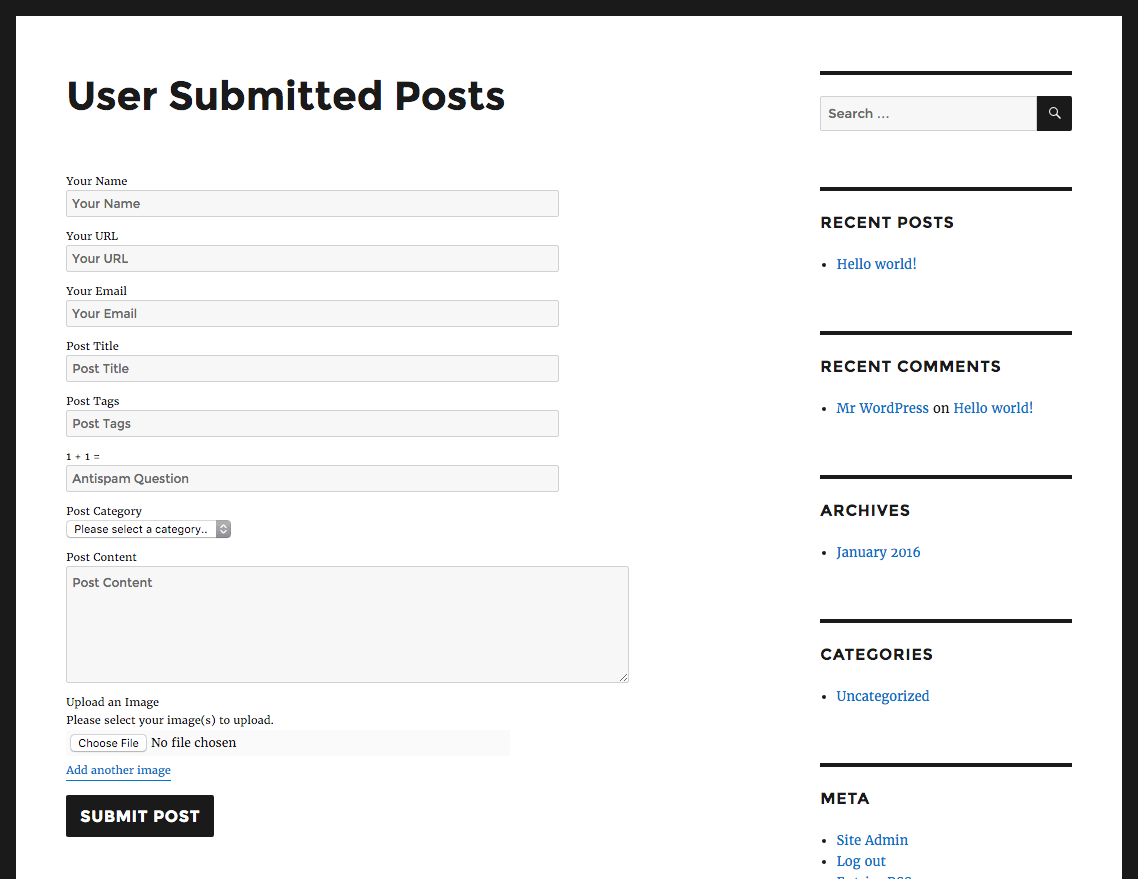 User Submitted Posts
Your Name
Your Name
Your URL
Your URL
Your Email
Your Email
Post Title
Post Title
Post Tags
Post Tags
1 + 1 =
Antispam Question
Post Category
Please select a category..
Post Content
Post Content
Upload an Image
Please select your image(s) to upload.
Choose File No file chosen
Add another image
SUBMIT POST
Search ...
RECENT POSTS
Hello world!
RECENT COMMENTS
Mr WordPress on Hello world!
ARCHIVES
January 2016
CATEGORIES
Uncategorized
META
Site Admin
Log out